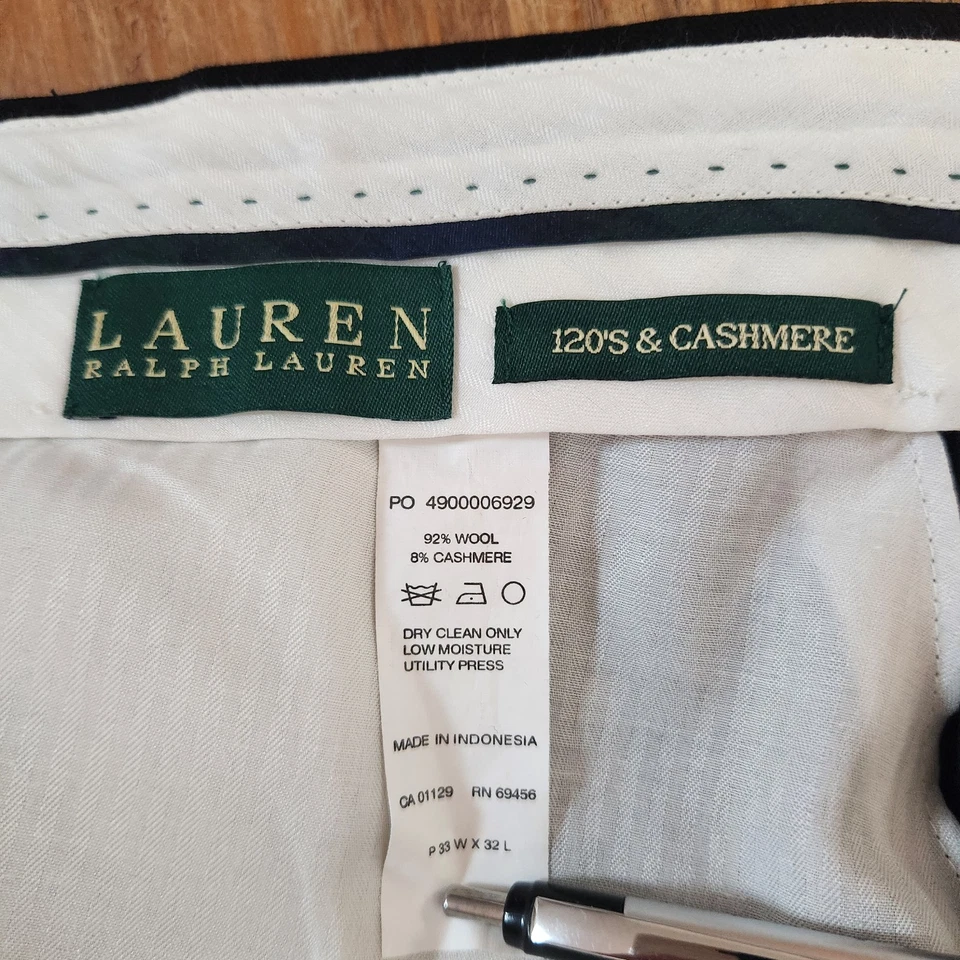 LAUREN
RALPH LAUREN
120'S & CASHMERE
PO 4900006929
92% WOOL
8% CASHMERE
DRY CLEAN ONLY
LOW MOISTURE
UTILITY PRESS
MADE IN INDONESIA
CA 01129 RN 69456
P 33 W X 32 L